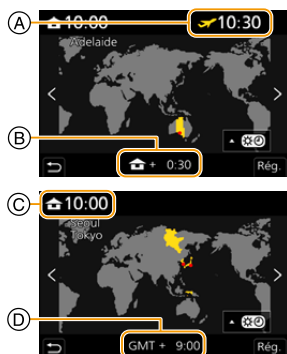 A
10:00
10:30
Adelaide
B
+ 0:30
Rég.
C
10:00
Seoul
Tokyo
D
GMT + 9:00
Rég.